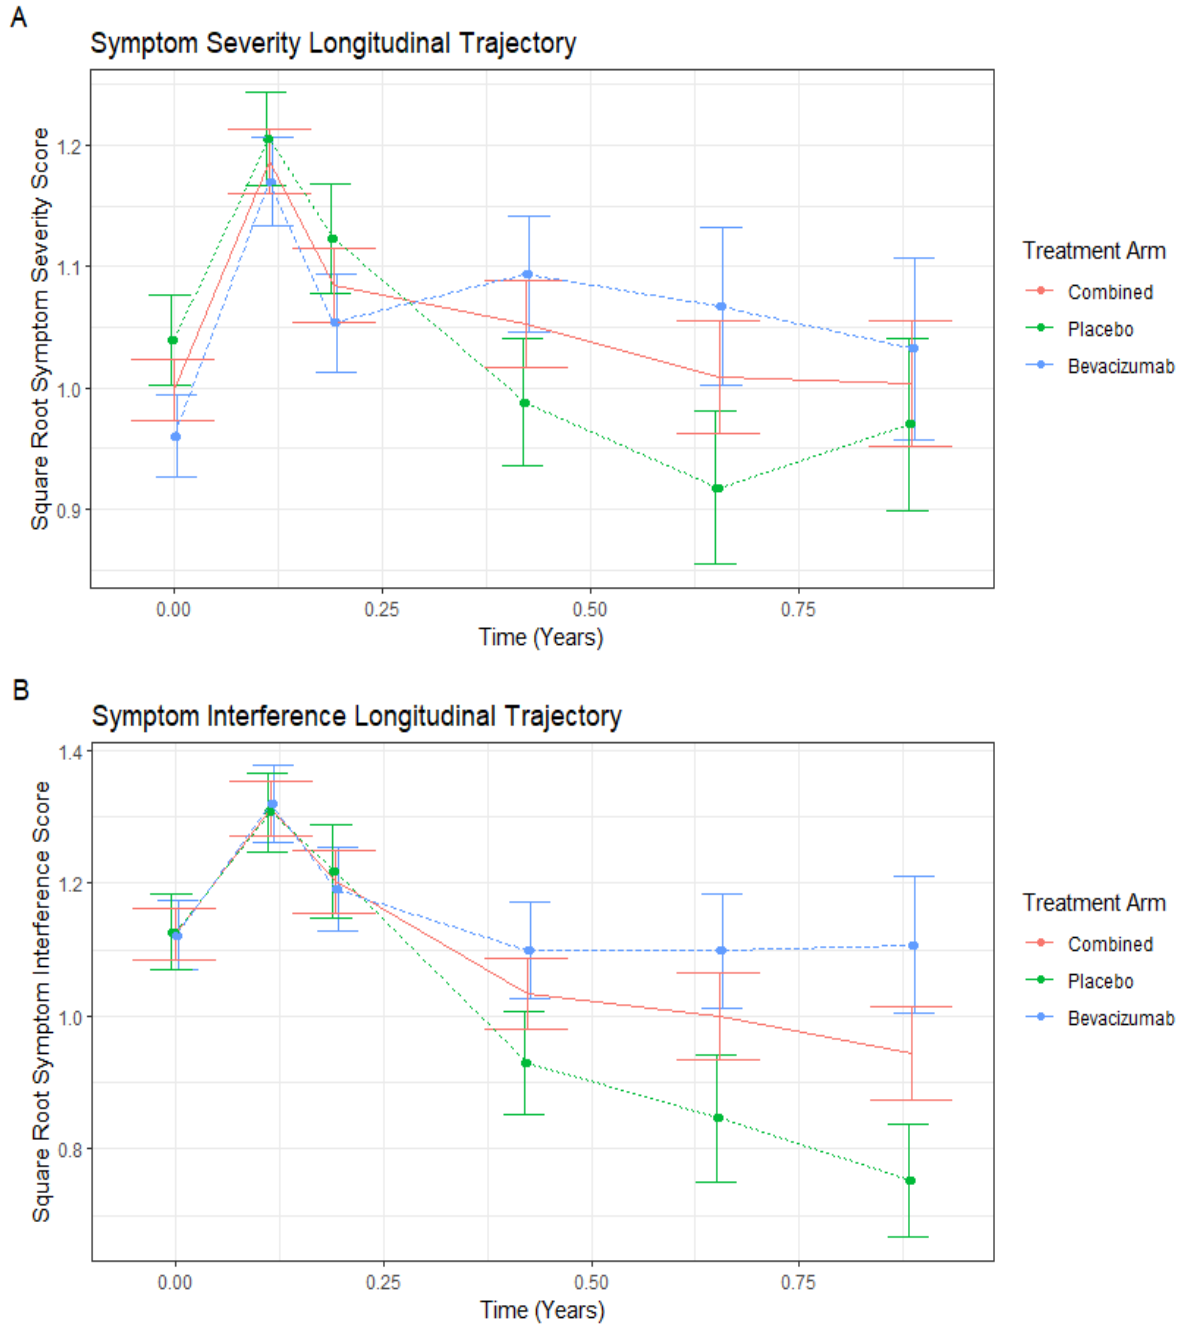 A
Symptom Severity Longitudinal Trajectory
Square Root Symptom Severity Score
1.2
1.1
1.0
0.9
0.00 0.25 0.50 0.75
Time (Years)
Treatment Arm
Combined
Placebo
Bevacizumab
B
Symptom Interference Longitudinal Trajectory
Square Root Symptom Interference Score
1.4
1.2
1.0
0.8
0.00 0.25 0.50 0.75
Time (Years)
Treatment Arm
Combined
Placebo
Bevacizumab